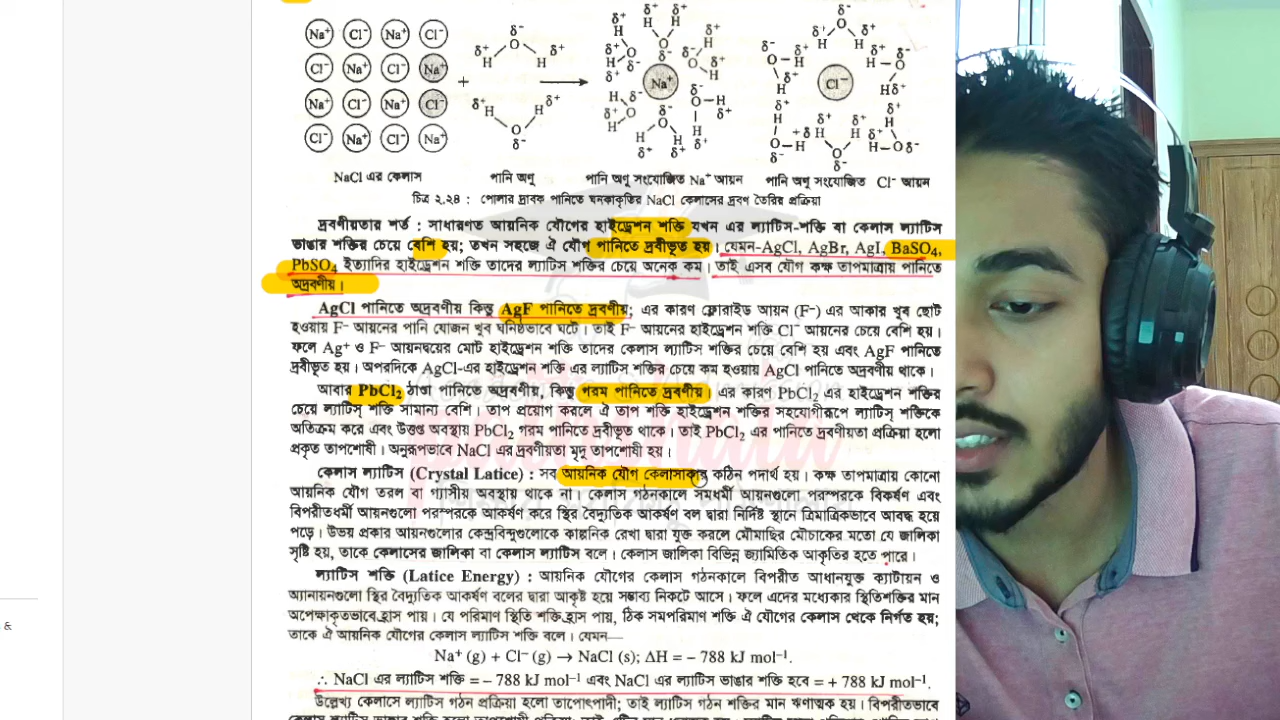 Na⁺ Cl⁻ Na⁺ Cl⁻
Cl⁻ Na⁺ Cl⁻ Na⁺
Na⁺ Cl⁻ Na⁺ Cl⁻
Cl⁻ Na⁺ Cl⁻ Na⁺
NaCl এর কেলাস পানি অণু পানি অণু সংযোজিত Na⁺ আয়ন পানি অণু সংযোজিত Cl⁻ আয়ন
চিত্র ২.২৪ : পোলার দ্রাবক পানিতে ঘনকাকৃতির NaCl কেলাসের দ্রবণ তৈরির প্রক্রিয়া
দ্রবণীয়তার শর্ত : সাধারণত আয়নিক যৌগের হাইড্রেশন শক্তি যখন এর ল্যাটিস-শক্তি বা কেলাস ল্যাটিস
ভাঙার শক্তির চেয়ে বেশি হয়; তখন সহজে ঐ যৌগ পানিতে দ্রবীভূত হয়। যেমন-AgCl, AgBr, AgI, BaSO₄,
PbSO₄ ইত্যাদির হাইড্রেশন শক্তি তাদের ল্যাটিস শক্তির চেয়ে অনেক কম। তাই এসব যৌগ কক্ষ তাপমাত্রায় পানিতে
অদ্রবণীয়।
AgCl পানিতে অদ্রবণীয় কিন্তু AgF পানিতে দ্রবণীয়; এর কারণ ফ্লোরাইড আয়ন (F⁻) এর আকার খুব ছোট
হওয়ায় F⁻ আয়নের পানি যোজন খুব ঘনিষ্ঠভাবে ঘটে। তাই F⁻ আয়নের হাইড্রেশন শক্তি Cl⁻ আয়নের চেয়ে বেশি হয়।
ফলে Ag⁺ ও F⁻ আয়নদ্বয়ের মোট হাইড্রেশন শক্তি তাদের কেলাস ল্যাটিস শক্তির চেয়ে বেশি হয় এবং AgF পানিতে
দ্রবীভূত হয়। অপরদিকে AgCl-এর হাইড্রেশন শক্তি এর ল্যাটিস শক্তির চেয়ে কম হওয়ায় AgCl পানিতে অদ্রবণীয় থাকে।
আবার PbCl₂ ঠাণ্ডা পানিতে অদ্রবণীয়, কিন্তু গরম পানিতে দ্রবণীয়। এর কারণ PbCl₂ এর হাইড্রেশন শক্তির
চেয়ে ল্যাটিস্ শক্তি সামান্য বেশি। তাপ প্রয়োগ করলে ঐ তাপ শক্তি হাইড্রেশন শক্তির সহযোগীরূপে ল্যাটিস্ শক্তিকে
অতিক্রম করে এবং উত্তপ্ত অবস্থায় PbCl₂ গরম পানিতে দ্রবীভূত থাকে। তাই PbCl₂ এর পানিতে দ্রবণীয়তা প্রক্রিয়া হলো
প্রকৃত তাপশোষী। অনুরূপভাবে NaCl এর দ্রবণীয়তা মৃদু তাপশোষী হয়।
কেলাস ল্যাটিস (Crystal Lattice) : সব আয়নিক যৌগ কেলাসাকার কঠিন পদার্থ হয়। কক্ষ তাপমাত্রায় কোনো
আয়নিক যৌগ তরল বা গ্যাসীয় অবস্থায় থাকে না। কেলাস গঠনকালে সমধর্মী আয়নগুলো পরস্পরকে বিকর্ষণ এবং
বিপরীতধর্মী আয়নগুলো পরস্পরকে আকর্ষণ করে স্থির বৈদ্যুতিক আকর্ষণ বল দ্বারা নির্দিষ্ট স্থানে ত্রিমাত্রিকভাবে আবদ্ধ হয়ে
পড়ে। উভয় প্রকার আয়নগুলোর কেন্দ্রবিন্দুগুলোকে কাল্পনিক রেখা দ্বারা যুক্ত করলে মৌমাছির মৌচাকের মতো যে জালিকা
সৃষ্টি হয়, তাকে কেলাসের জালিকা বা কেলাস ল্যাটিস বলে। কেলাস জালিকা বিভিন্ন জ্যামিতিক আকৃতির হতে পারে।
ল্যাটিস শক্তি (Latice Energy) : আয়নিক যৌগের কেলাস গঠনকালে বিপরীত আধানযুক্ত ক্যাটায়ন ও
অ্যানায়নগুলো স্থির বৈদ্যুতিক আকর্ষণ বলের দ্বারা আকৃষ্ট হয়ে সম্ভাব্য নিকটে আসে। ফলে এদের মধ্যেকার স্থিতিশক্তির মান
অপেক্ষাকৃতভাবে হ্রাস পায়। যে পরিমাণ স্থিতি শক্তি হ্রাস পায়, ঠিক সমপরিমাণ শক্তি ঐ যৌগের কেলাস থেকে নির্গত হয়;
তাকে ঐ আয়নিক যৌগের কেলাস ল্যাটিস শক্তি বলে। যেমন—
Na⁺ (g) + Cl⁻ (g) → NaCl (s); ΔH = − 788 kJ mol⁻¹.
∴ NaCl এর ল্যাটিস শক্তি = − 788 kJ mol⁻¹ এবং NaCl এর ল্যাটিস ভাঙার শক্তি হবে = + 788 kJ mol⁻¹.
উল্লেখ্য কেলাসে ল্যাটিস গঠন প্রক্রিয়া হলো তাপোৎপাদী; তাই ল্যাটিস গঠন শক্তির মান ঋণাত্মক হয়। বিপরীতভাবে
&